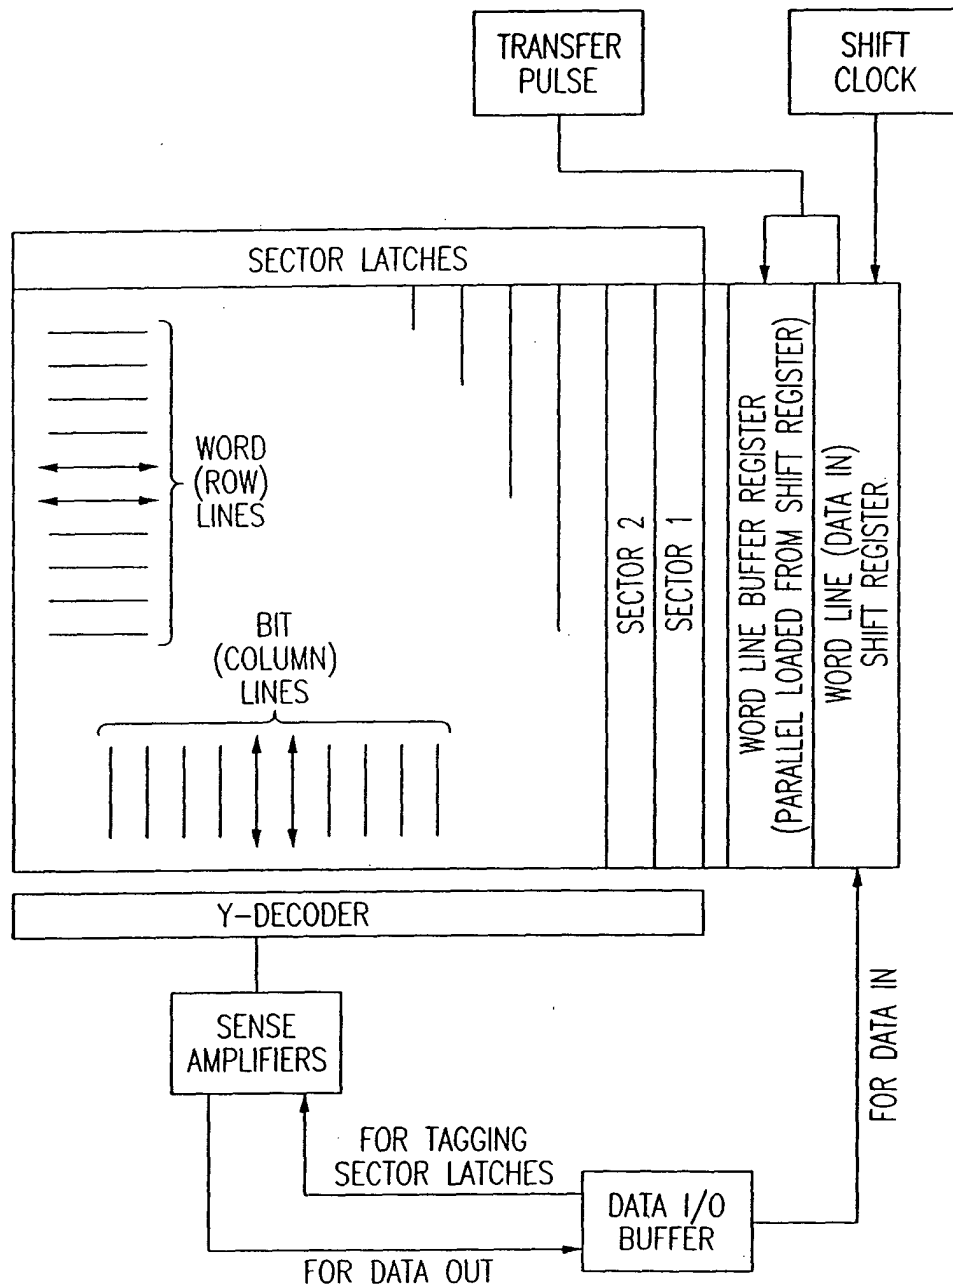 TRANSFER
PULSE
SHIFT
CLOCK
SECTOR LATCHES
WORD
(ROW)
LINES
BIT
(COLUMN)
LINES
SECTOR 2
SECTOR 1
WORD LINE BUFFER REGISTER
(PARALLEL LOADED FROM SHIFT REGISTER)
WORD LINE (DATA IN)
SHIFT REGISTER.
Y-DECODER
SENSE
AMPLIFIERS
FOR DATA IN
FOR TAGGING
SECTOR LATCHES
DATA I/O
BUFFER
FOR DATA OUT